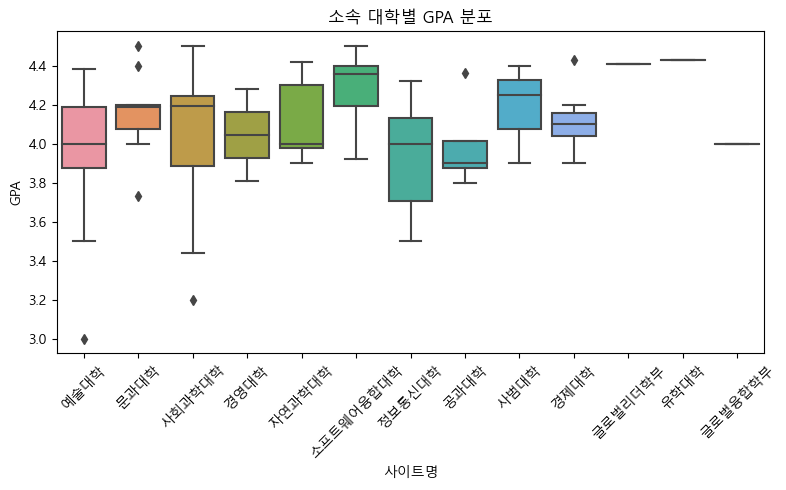 소속 대학별 GPA 분포
GPA
4.4
4.2
4.0
3.8
3.6
3.4
3.2
3.0
예술대학
문과대학
사회과학대학
경영대학
자연과학대학
소프트웨어융합대학
정보통신대학
공과대학
사범대학
경제대학
글로벌리더학부
유학대학
글로벌융합학부
사이트명